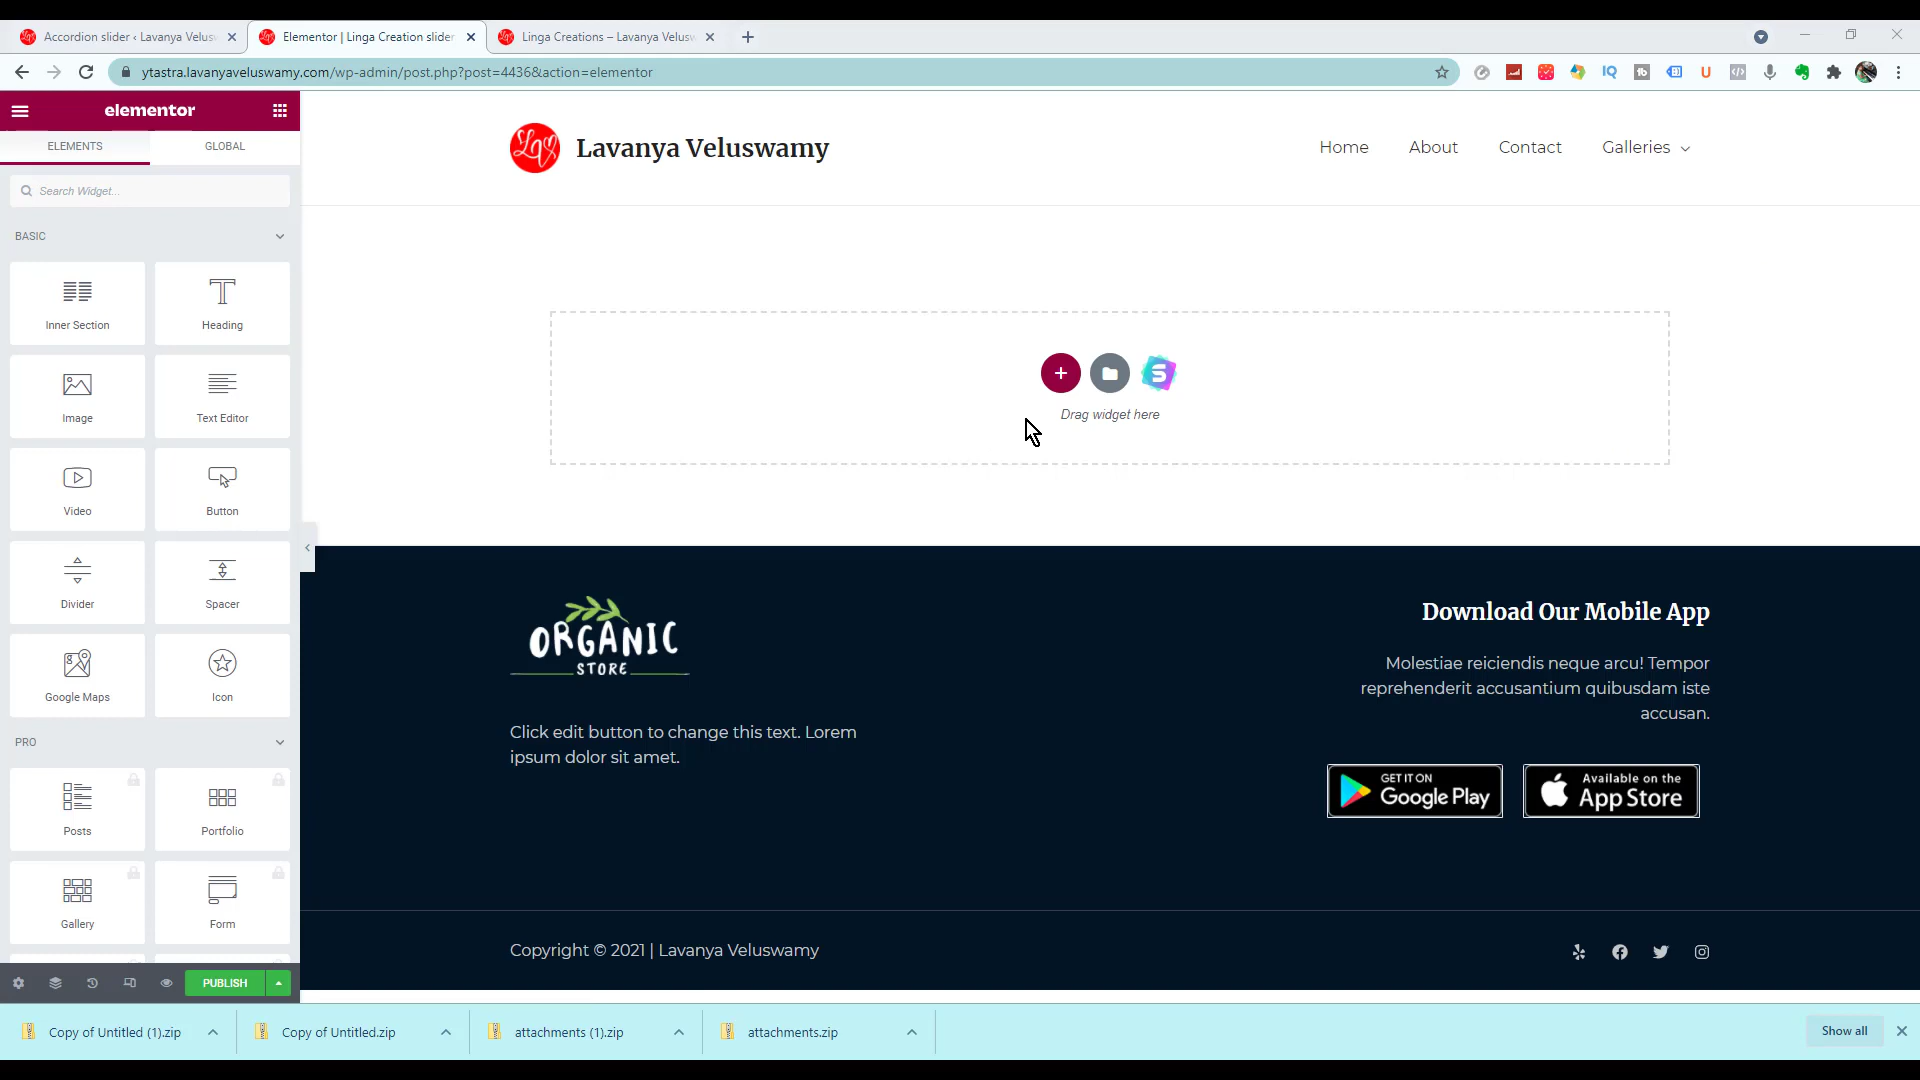 Accordion slider ‹ Lavanya Velus
Elementor | Linga Creation slider
Linga Creations – Lavanya Velusw
ytastra.lavanyaveluswamy.com/wp-admin/post.php?post=4436&action=elementor
elementor
ELEMENTS GLOBAL
Search Widget...
BASIC
Inner Section Heading
Image Text Editor
Video Button
Divider Spacer
Google Maps Icon
PRO
Posts Portfolio
Gallery Form
PUBLISH
Lav
Lavanya Veluswamy
Home About Contact Galleries
Drag widget here
ORGANIC
STORE
Click edit button to change this text. Lorem
ipsum dolor sit amet.
Download Our Mobile App
Molestiae reiciendis neque arcu! Tempor
reprehenderit accusantium quibusdam iste
accusan.
GET IT ON
Google Play
Available on the
App Store
Copyright © 2021 | Lavanya Veluswamy
Copy of Untitled (1).zip
Copy of Untitled.zip
attachments (1).zip
attachments.zip
Show all